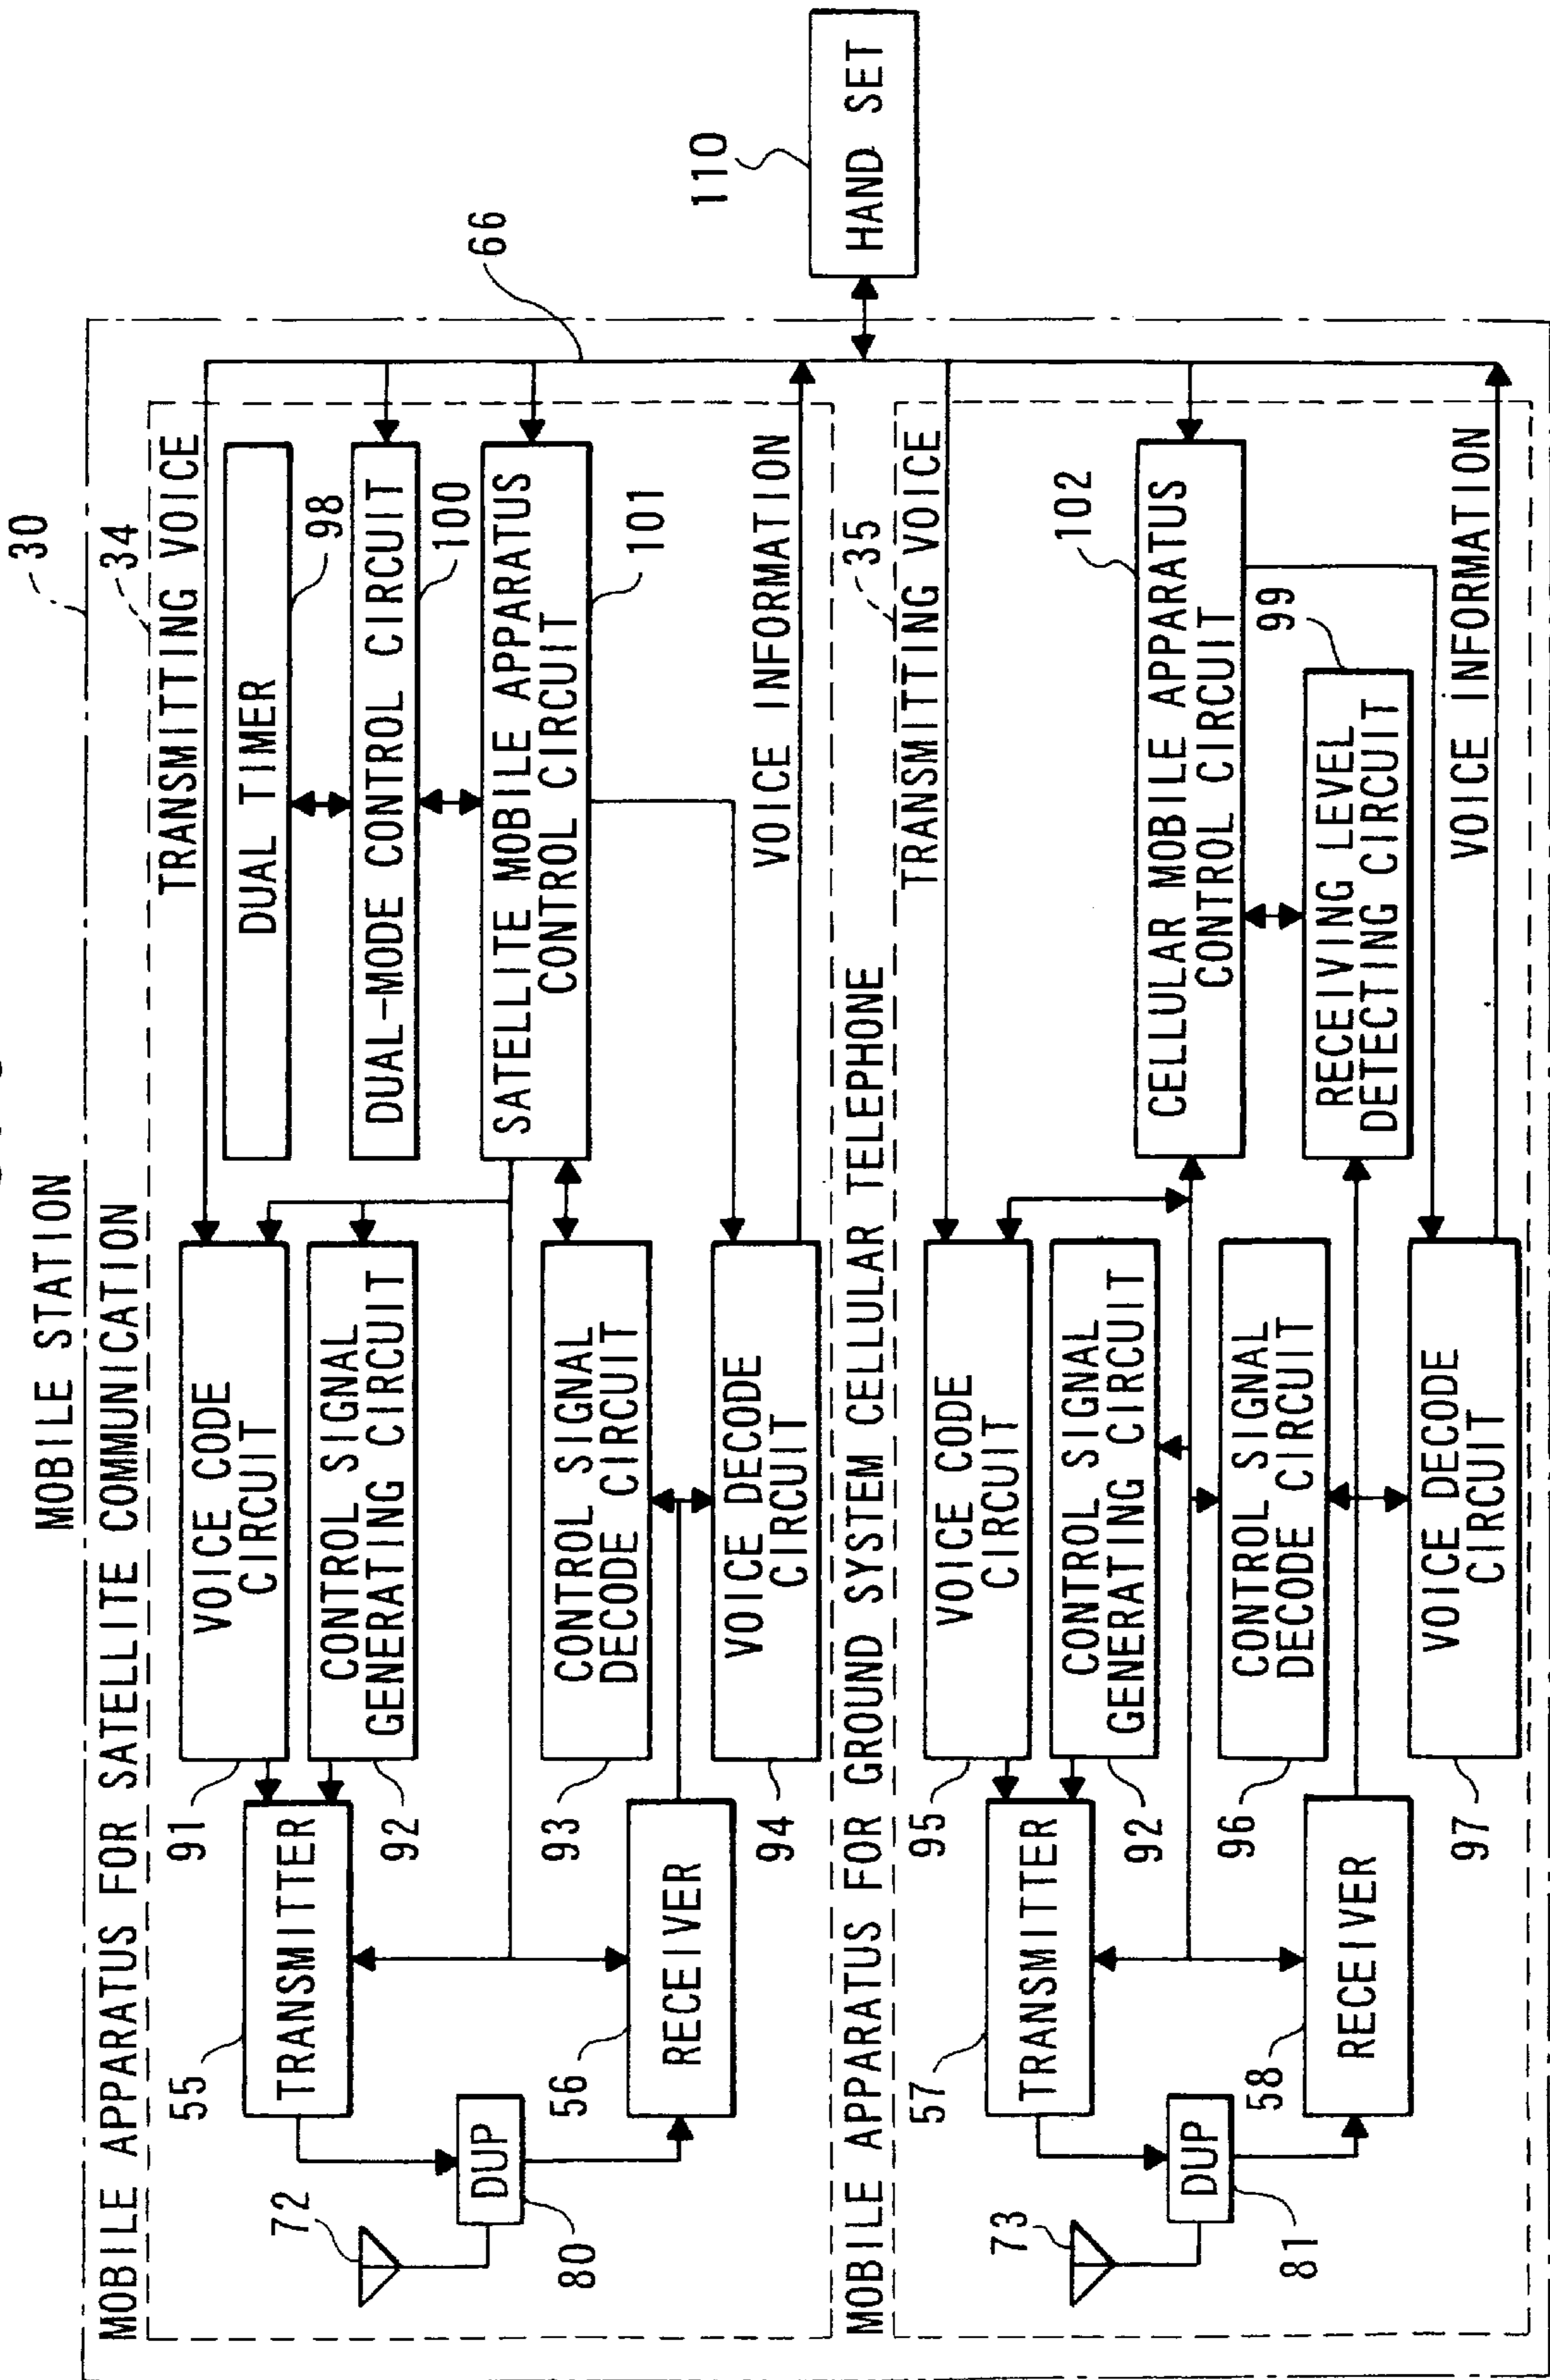 MOBILE STATION
30
MOBILE APPARATUS FOR SATELLITE COMMUNICATION
34
TRANSMITTING VOICE
72
DUP
80
55
TRANSMITTER
56
RECEIVER
91
VOICE CODE
CIRCUIT
92
CONTROL SIGNAL
GENERATING CIRCUIT
93
CONTROL SIGNAL
DECODE CIRCUIT
94
VOICE DECODE
CIRCUIT
DUAL TIMER
98
DUAL-MODE CONTROL CIRCUIT
100
SATELLITE MOBILE APPARATUS
CONTROL CIRCUIT
101
VOICE INFORMATION
66
110
HAND SET
MOBILE APPARATUS FOR GROUND SYSTEM CELLULAR TELEPHONE
35
TRANSMITTING VOICE
73
DUP
81
57
TRANSMITTER
58
RECEIVER
95
VOICE CODE
CIRCUIT
92
CONTROL SIGNAL
GENERATING CIRCUIT
96
CONTROL SIGNAL
DECODE CIRCUIT
97
VOICE DECODE
CIRCUIT
102
CELLULAR MOBILE APPARATUS
CONTROL CIRCUIT
99
RECEIVING LEVEL
DETECTING CIRCUIT
VOICE INFORMATION